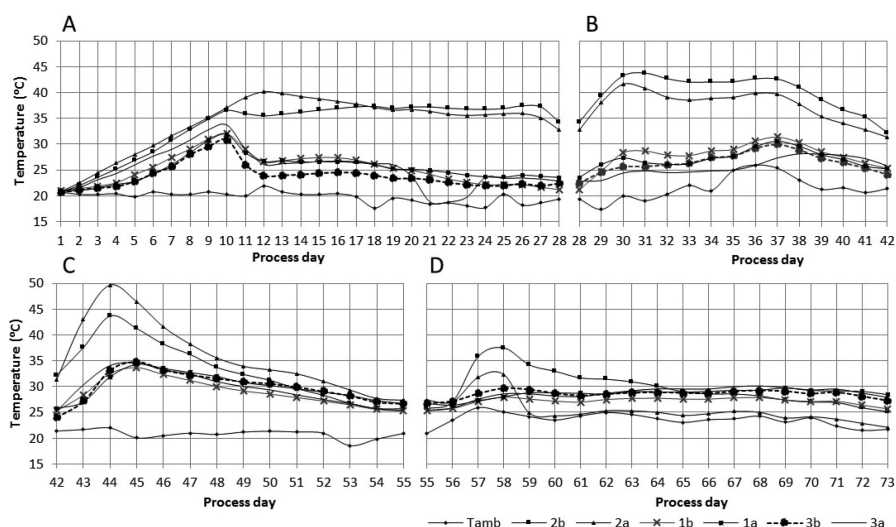 A
B
Temperature (ºC)
50
45
40
35
30
25
20
15
1 2 3 4 5 6 7 8 9 10 11 12 13 14 15 16 17 18 19 20 21 22 23 24 25 26 27 28
28 29 30 31 32 33 34 35 36 37 38 39 40 41 42
Process day
Process day
C
D
Temperature (ºC)
50
45
40
35
30
25
20
15
42 43 44 45 46 47 48 49 50 51 52 53 54 55
55 56 57 58 59 60 61 62 63 64 65 66 67 68 69 70 71 72 73
Process day
Process day
Tamb 2b 2a 1b 1a 3b 3a